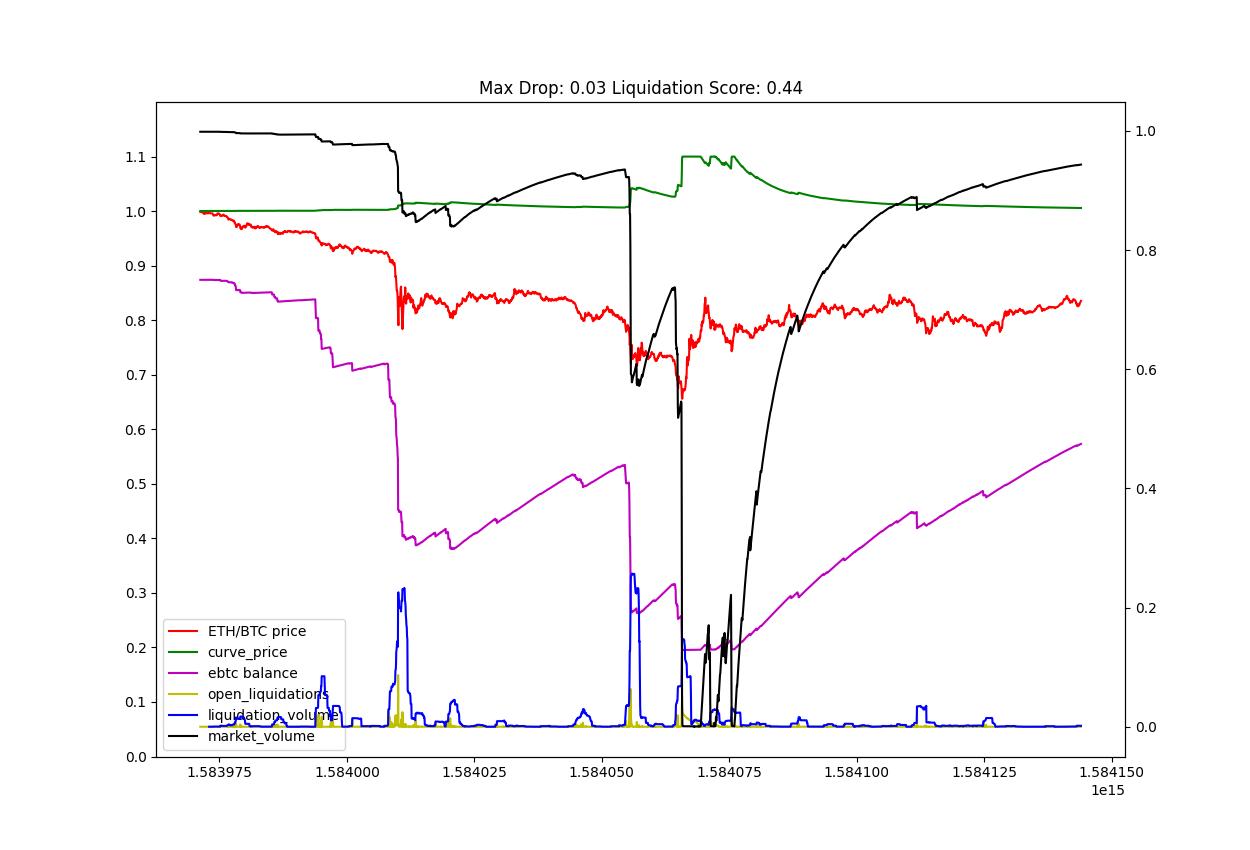 Max Drop: 0.03 Liquidation Score: 0.44
1.1
1.0
0.9
0.8
0.7
0.6
0.5
0.4
0.3
0.2
0.1
0.0
1.0
0.8
0.6
0.4
0.2
0.0
ETH/BTC price
curve_price
ebtc balance
open_liquidations
liquidation_volume
market_volume
1.583975 1.584000 1.584025 1.584050 1.584075 1.584100 1.584125 1.584150
1e15